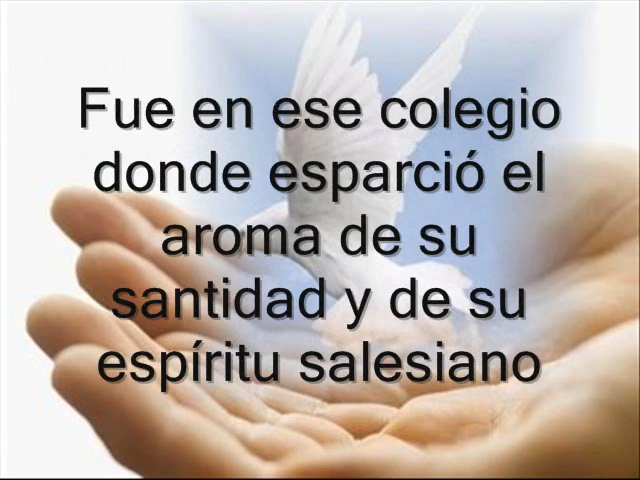 Fue en ese colegio
donde esparció el
aroma de su
santidad y de su
espíritu salesiano